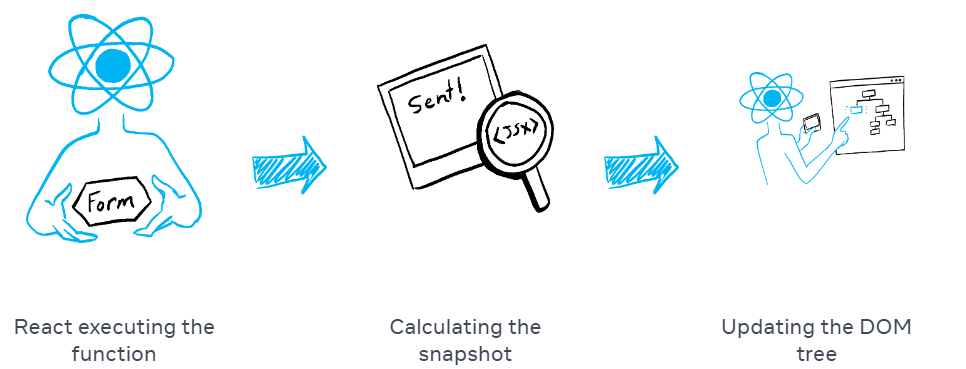 Form
Sent!
<JSX>
React executing the
function
Calculating the
snapshot
Updating the DOM
tree